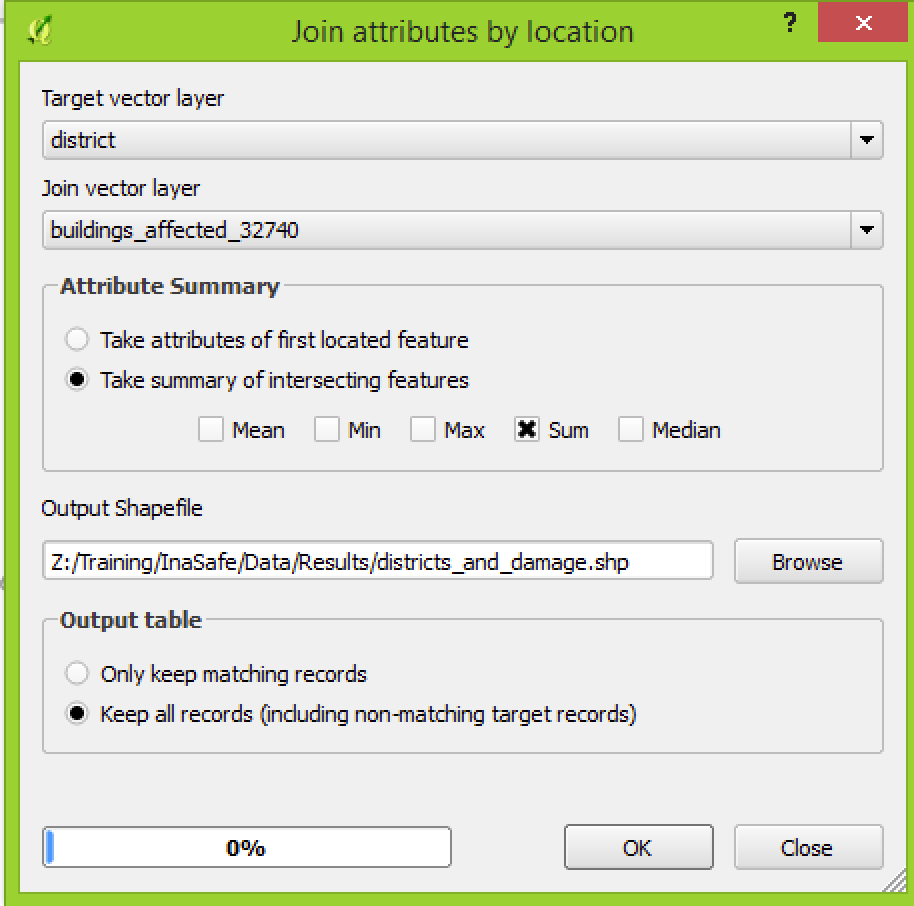 Join attributes by location
?
Target vector layer
district
Join vector layer
buildings_affected_32740
Attribute Summary
Take attributes of first located feature
Take summary of intersecting features
Mean Min Max Sum Median
Output Shapefile
Z:/Training/InaSafe/Data/Results/districts_and_damage.shp Browse
Output table
Only keep matching records
Keep all records (including non-matching target records)
0% OK Close